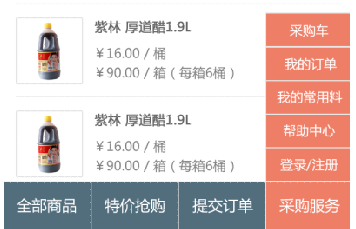 紫林 厚道醋1.9L
￥16.00 / 桶
￥90.00 / 箱（每箱6桶）
紫林 厚道醋1.9L
￥16.00 / 桶
￥90.00 / 箱（每箱6桶）
采购车
我的订单
我的常用料
帮助中心
登录/注册
全部商品 特价抢购 提交订单 采购服务